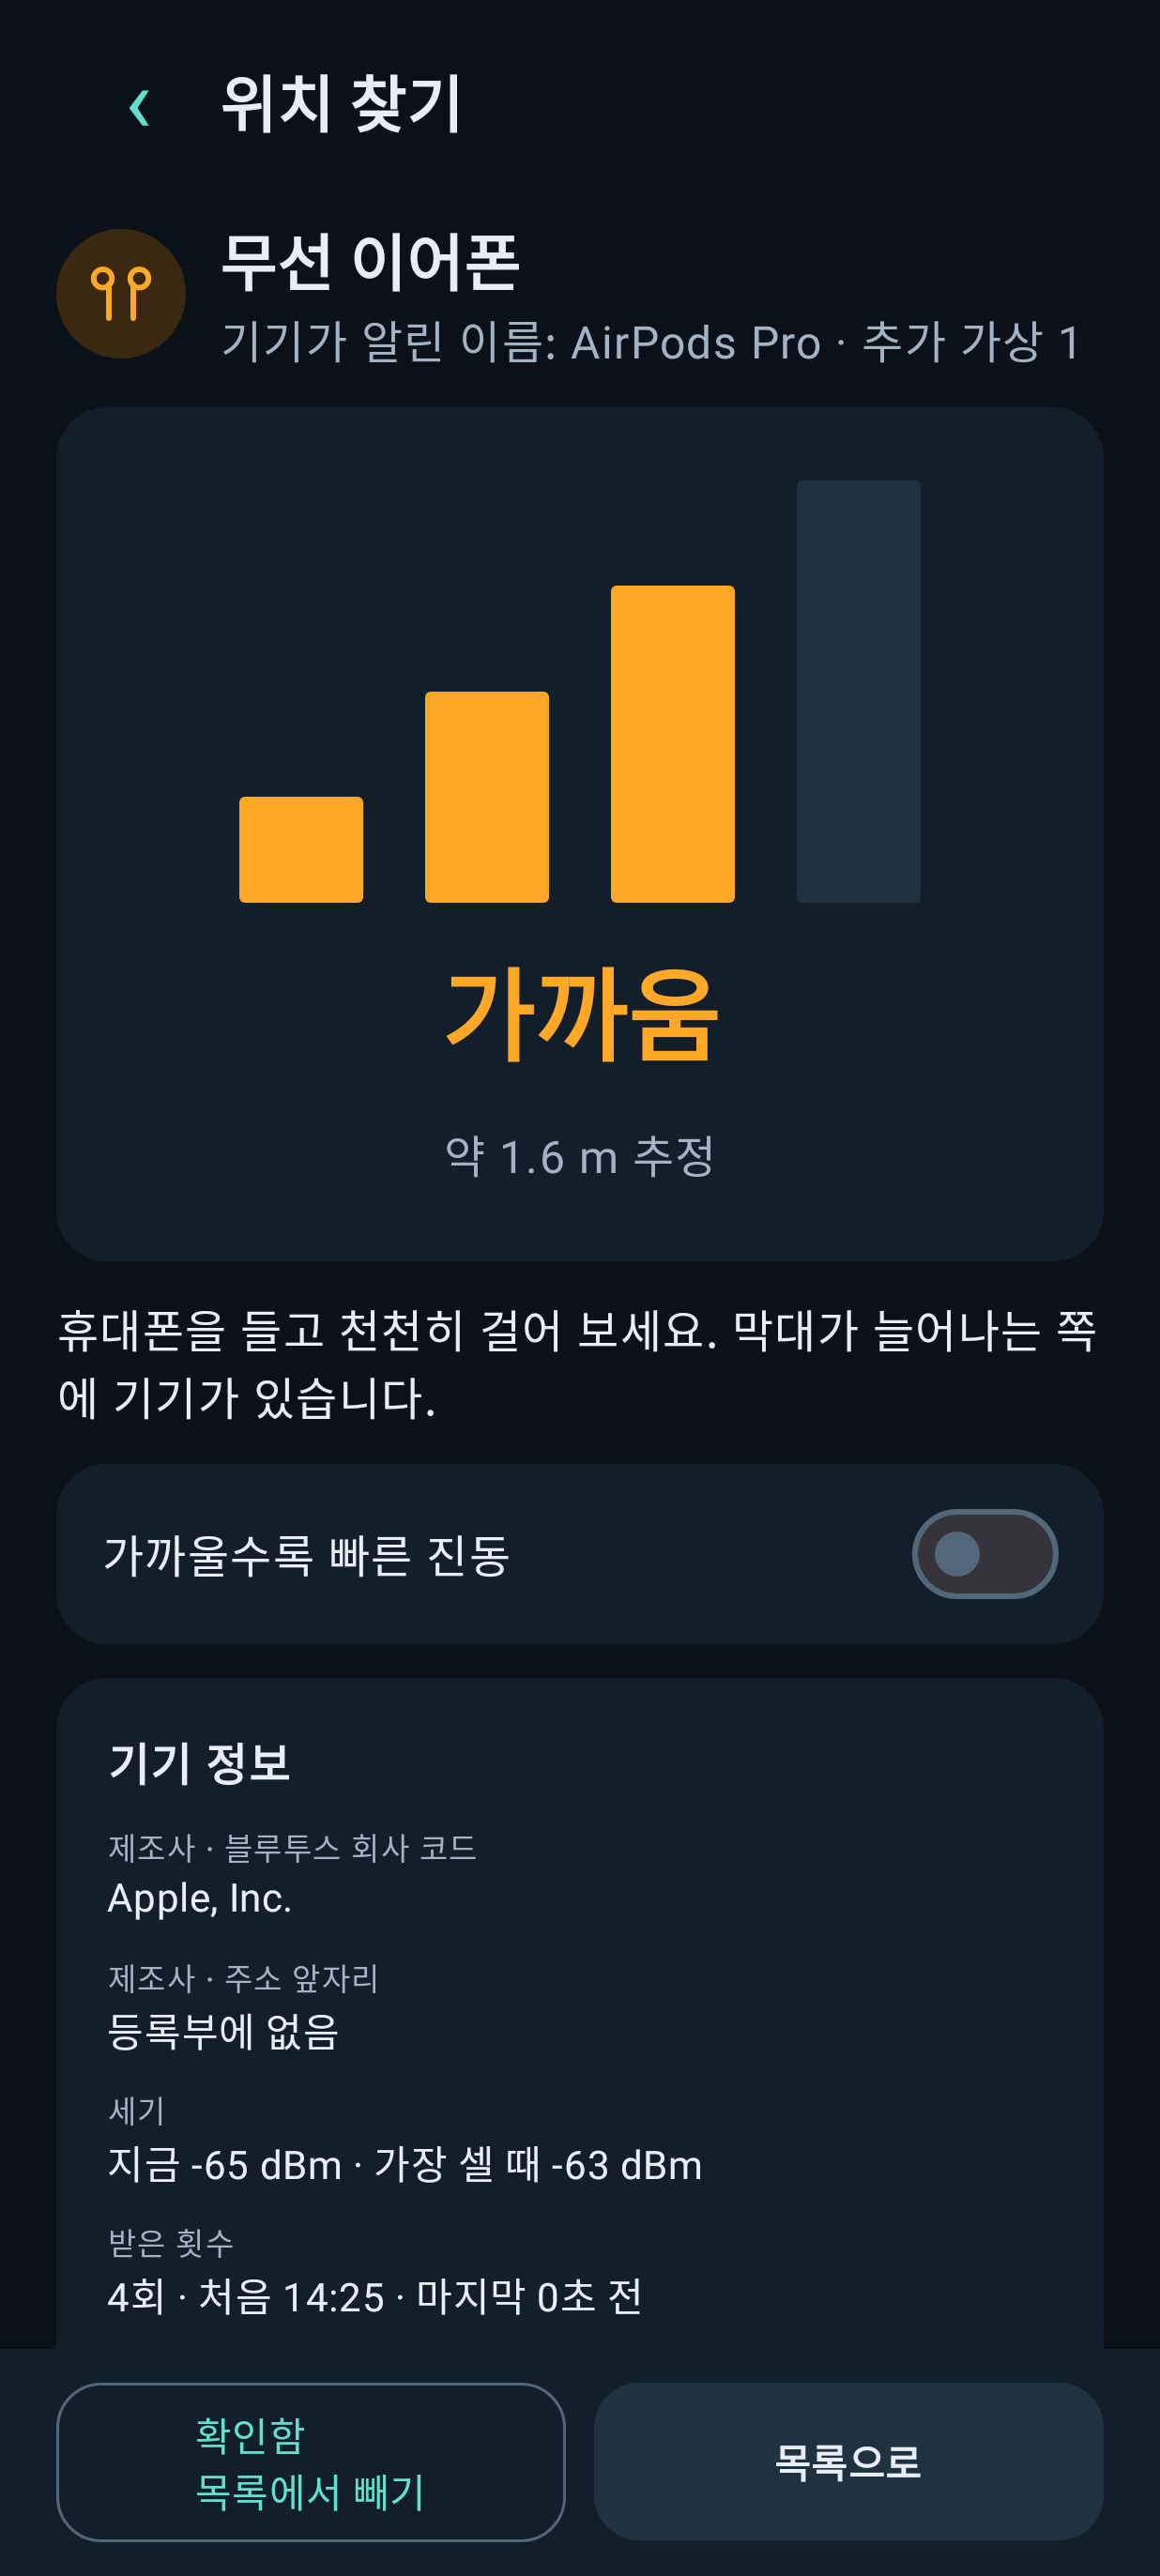 위치 찾기
무선 이어폰
기기가 알린 이름: AirPods Pro · 추가 가상 1
가까움
약 1.6 m 추정
휴대폰을 들고 천천히 걸어 보세요. 막대가 늘어나는 쪽
에 기기가 있습니다.
가까울수록 빠른 진동
기기 정보
제조사 · 블루투스 회사 코드
Apple, Inc.
제조사 · 주소 앞자리
등록부에 없음
세기
지금 -65 dBm · 가장 셀 때 -63 dBm
받은 횟수
4회 · 처음 14:25 · 마지막 0초 전
확인함
목록에서 빼기
목록으로